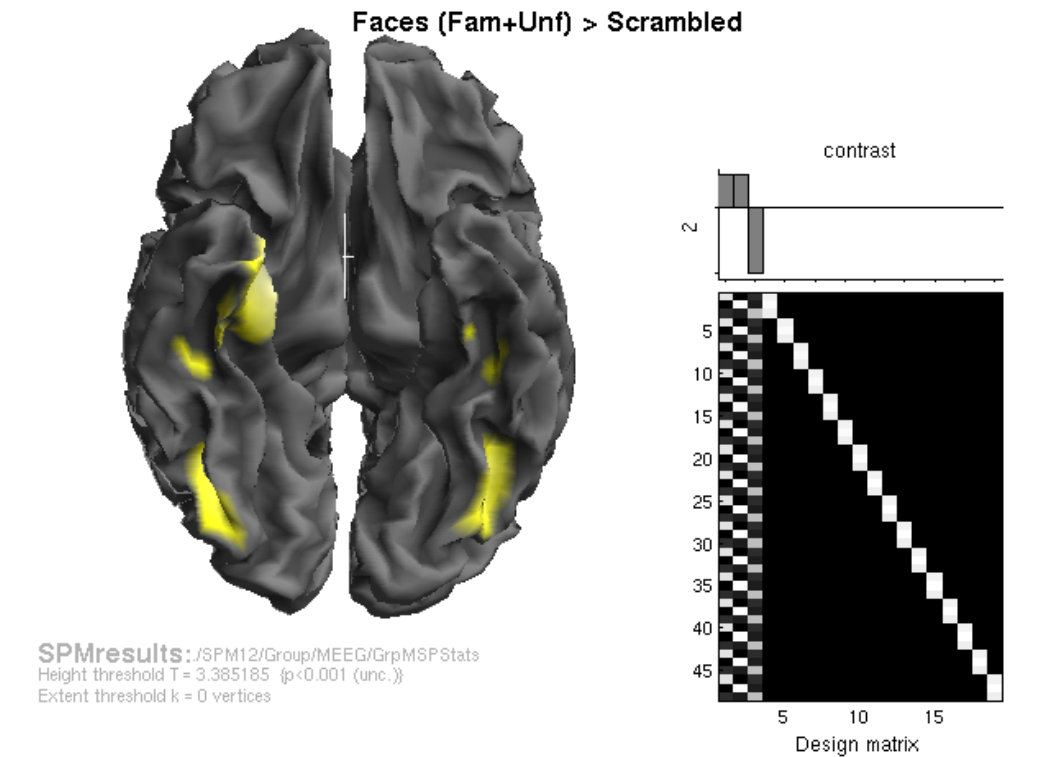 Faces (Fam+Unf) > Scrambled
contrast
2
5
10
15
20
25
30
35
40
45
5 10 15
Design matrix
SPMresults: ./SPM12/Group/MEEG/GrpMSPStats
Height threshold T = 3.385185 {p<0.001 (unc.)}
Extent threshold k = 0 vertices